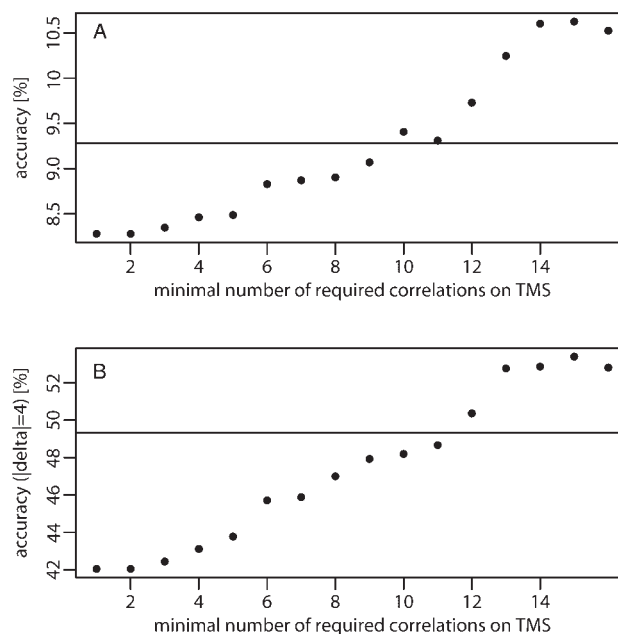 A
accuracy [%]
10.5
10
9.5
9.0
8.5
2 4 6 8 10 12 14
minimal number of required correlations on TMS
B
accuracy (|delta|=4) [%]
52
50
48
46
44
42
2 4 6 8 10 12 14
minimal number of required correlations on TMS